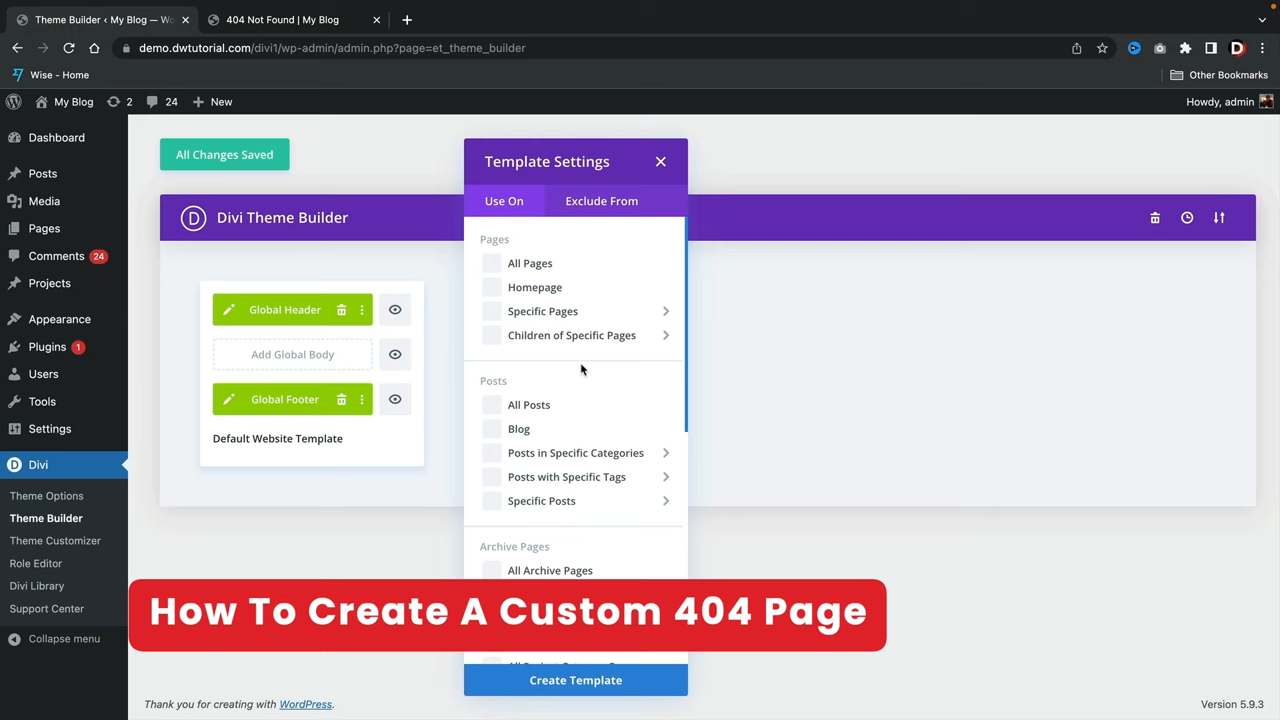 Theme Builder ‹ My Blog — Wo
404 Not Found | My Blog
demo.dwtutorial.com/divi1/wp-admin/admin.php?page=et_theme_builder
D
Wise - Home
Other Bookmarks
My Blog
2
24
New
Howdy, admin
Dashboard
Posts
Media
Pages
Comments 24
Projects
Appearance
Plugins 1
Users
Tools
Settings
D Divi
Theme Options
Theme Builder
Theme Customizer
Role Editor
Divi Library
Support Center
Collapse menu
All Changes Saved
D Divi Theme Builder
Global Header
Add Global Body
Global Footer
Default Website Template
Template Settings
Use On
Exclude From
Pages
All Pages
Homepage
Specific Pages
Children of Specific Pages
Posts
All Posts
Blog
Posts in Specific Categories
Posts with Specific Tags
Specific Posts
Archive Pages
All Archive Pages
How To Create A Custom 404 Page
Create Template
Thank you for creating with WordPress.
Version 5.9.3